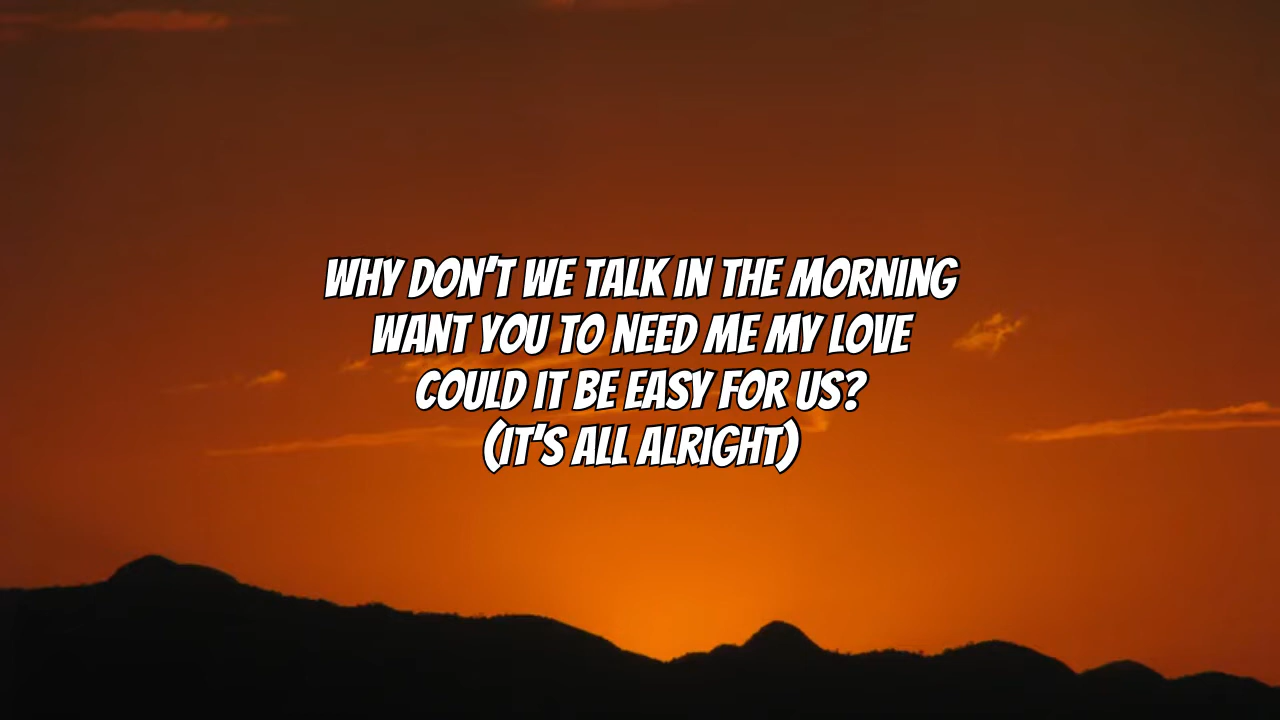 WHY DON'T WE TALK IN THE MORNING
WANT YOU TO NEED ME MY LOVE
COULD IT BE EASY FOR US?
(IT'S ALL ALRIGHT)